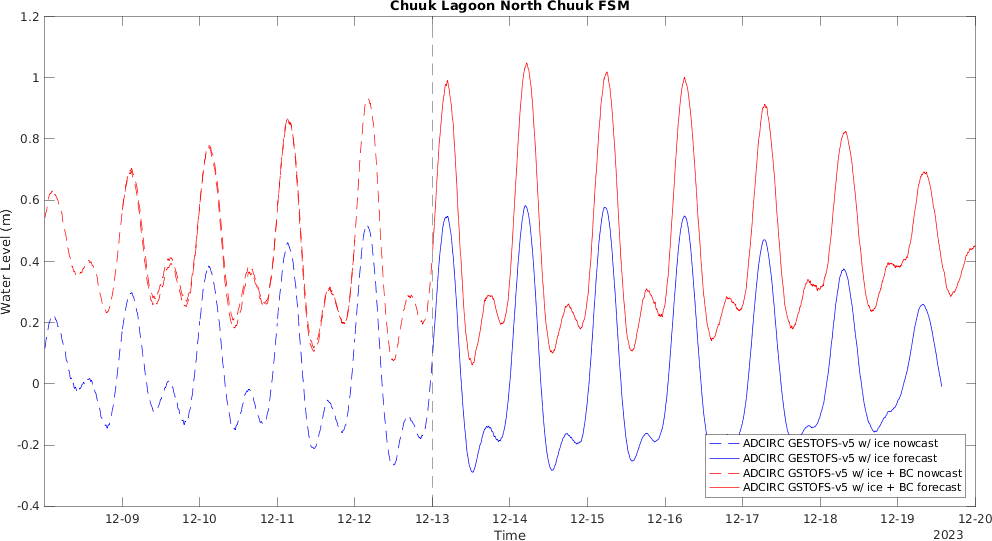 Chuuk Lagoon North Chuuk FSM
1.2
1
0.8
0.6
0.4
0.2
0
-0.2
-0.4
Water Level (m)
ADCIRC GESTOFS-v5 w/ ice nowcast
ADCIRC GESTOFS-v5 w/ ice forecast
ADCIRC GSTOFS-v5 w/ ice + BC nowcast
ADCIRC GSTOFS-v5 w/ ice + BC forecast
12-09 12-10 12-11 12-12 12-13 12-14 12-15 12-16 12-17 12-18 12-19 12-20
Time
2023